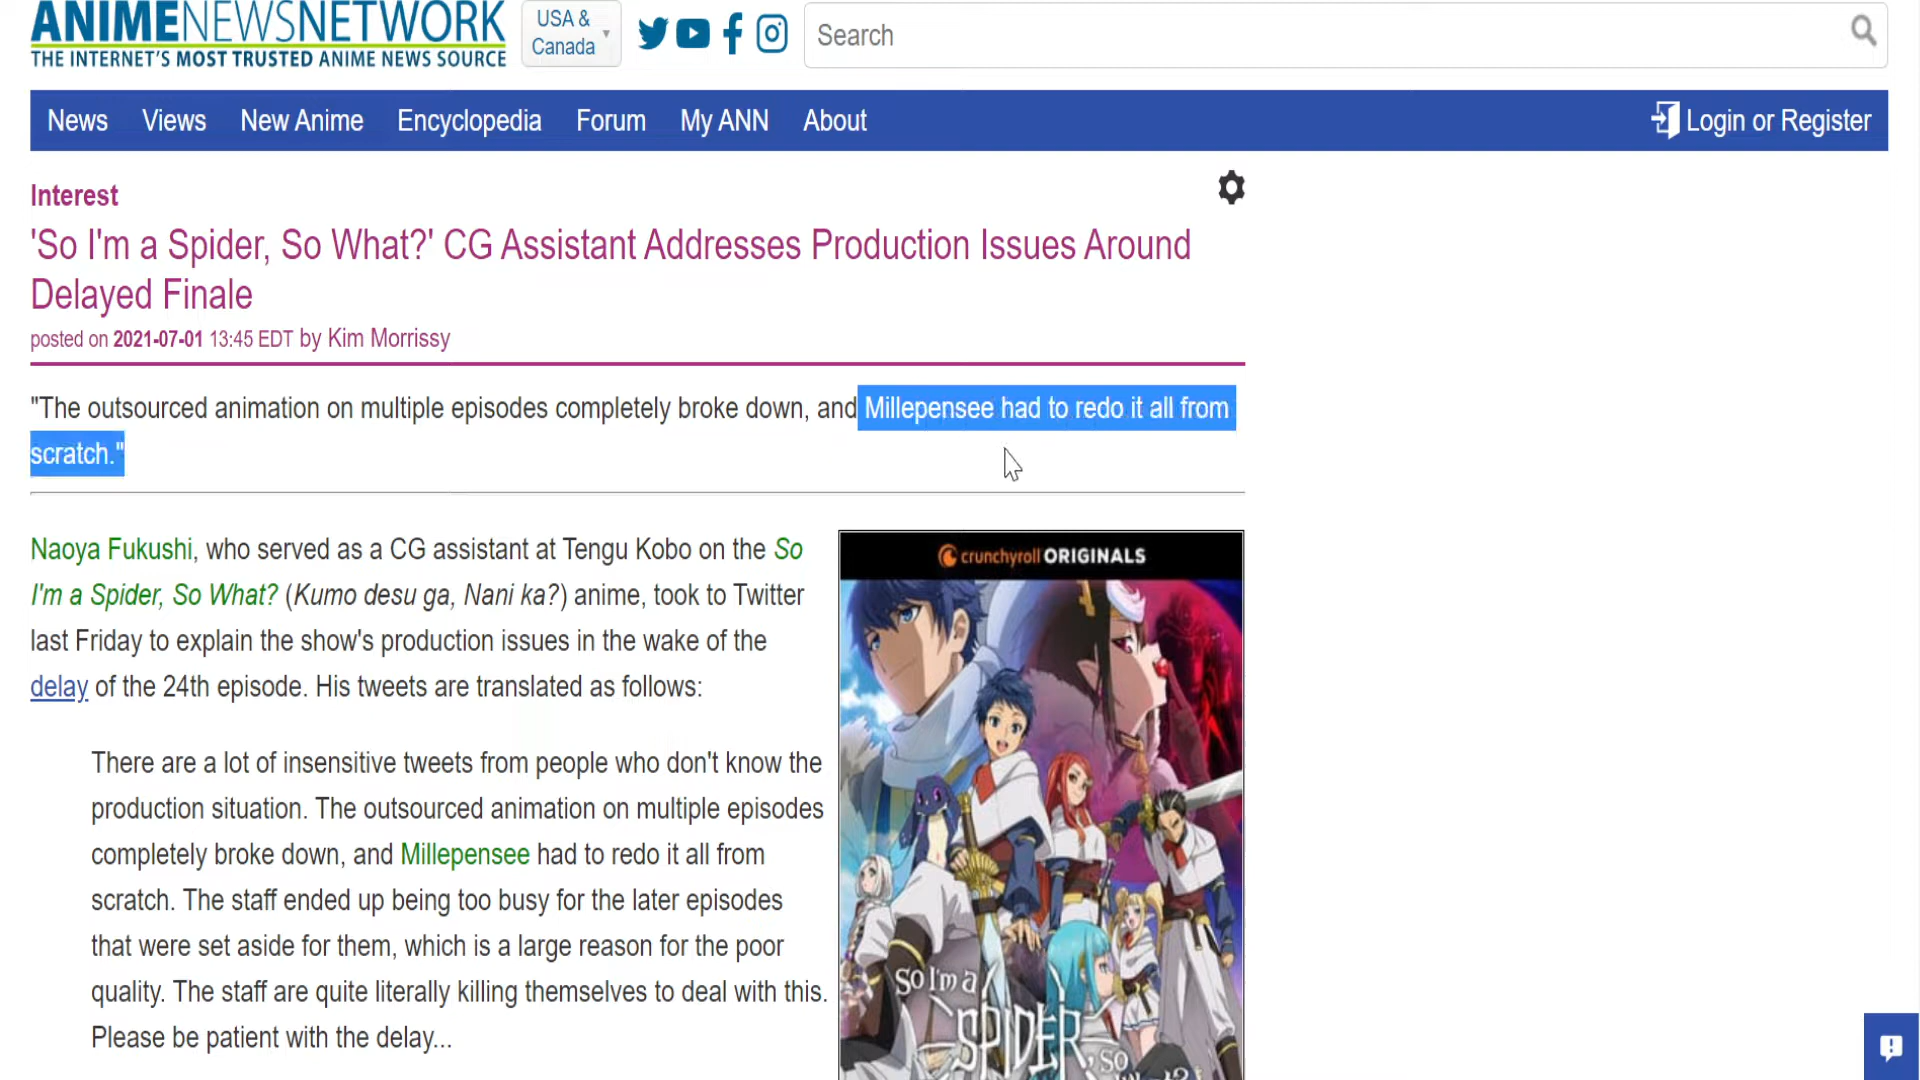 ANIMENEWSNETWORK
THE INTERNET'S MOST TRUSTED ANIME NEWS SOURCE
USA &
Canada
Search
News Views New Anime Encyclopedia Forum My ANN About
Login or Register
Interest
'So I'm a Spider, So What?' CG Assistant Addresses Production Issues Around
Delayed Finale
posted on 2021-07-01 13:45 EDT by Kim Morrissy
"The outsourced animation on multiple episodes completely broke down, and Millepensee had to redo it all from
scratch."
Naoya Fukushi, who served as a CG assistant at Tengu Kobo on the So
I'm a Spider, So What? (Kumo desu ga, Nani ka?) anime, took to Twitter
last Friday to explain the show's production issues in the wake of the
delay of the 24th episode. His tweets are translated as follows:
There are a lot of insensitive tweets from people who don't know the
production situation. The outsourced animation on multiple episodes
completely broke down, and Millepensee had to redo it all from
scratch. The staff ended up being too busy for the later episodes
that were set aside for them, which is a large reason for the poor
quality. The staff are quite literally killing themselves to deal with this.
Please be patient with the delay...
crunchyroll ORIGINALS
So I'm a
SPIDER, SO